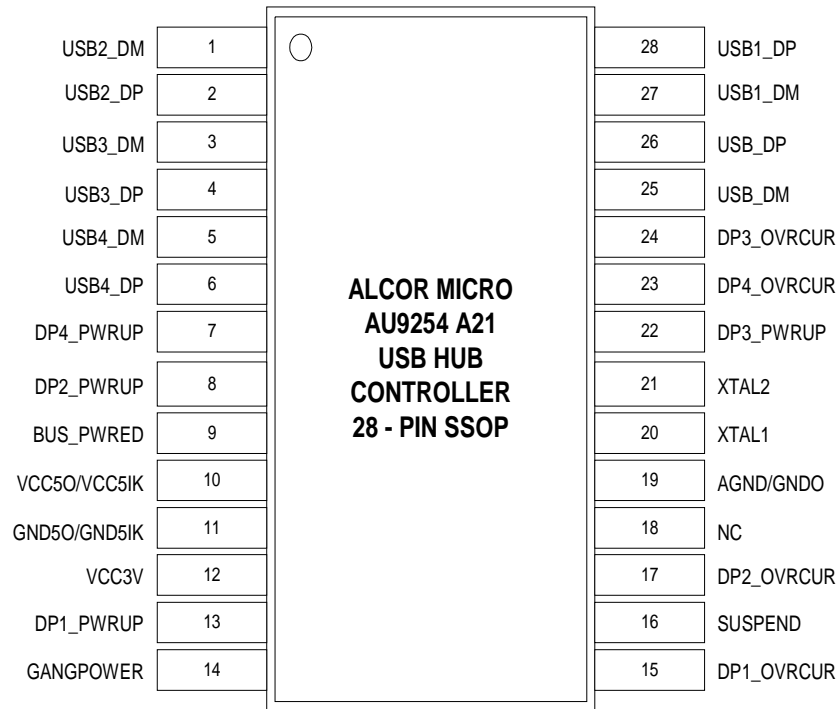 USB2_DM 1 28 USB1_DP
USB2_DP 2 27 USB1_DM
USB3_DM 3 26 USB_DP
USB3_DP 4 25 USB_DM
USB4_DM 5 24 DP3_OVRCUR
USB4_DP 6 23 DP4_OVRCUR
DP4_PWRUP 7 22 DP3_PWRUP
DP2_PWRUP 8 21 XTAL2
BUS_PWRED 9 20 XTAL1
VCC5O/VCC5IK 10 19 AGND/GNDO
GND5O/GND5IK 11 18 NC
VCC3V 12 17 DP2_OVRCUR
DP1_PWRUP 13 16 SUSPEND
GANGPOWER 14 15 DP1_OVRCUR
ALCOR MICRO
AU9254 A21
USB HUB
CONTROLLER
28 - PIN SSOP